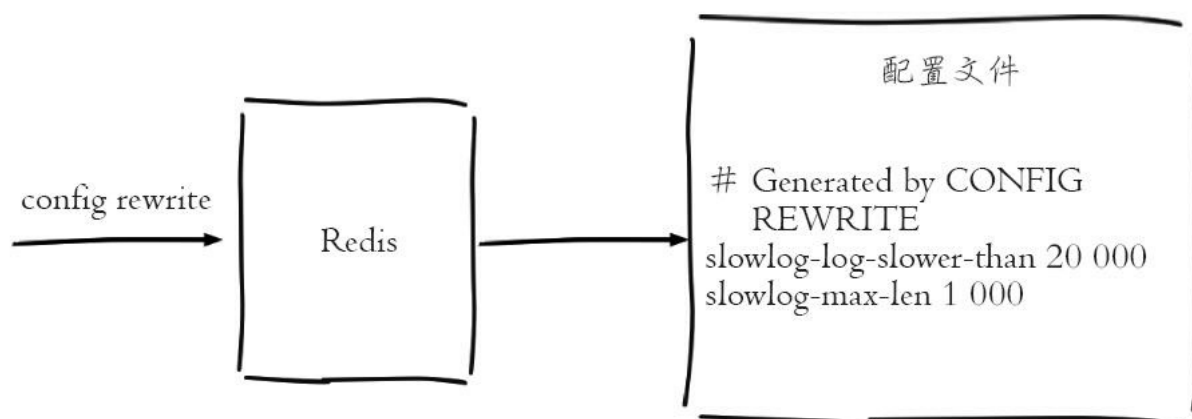 config rewrite
Redis
配置文件
# Generated by CONFIG
REWRITE
slowlog-log-slower-than 20 000
slowlog-max-len 1 000